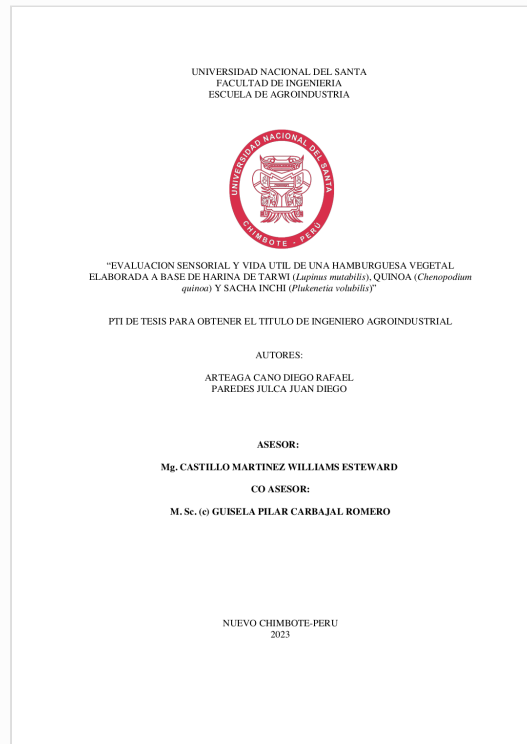 UNIVERSIDAD NACIONAL DEL SANTA
FACULTAD DE INGENIERIA
ESCUELA DE AGROINDUSTRIA
UNIVERSIDAD NACIONAL DEL SANTA
CHIMBOTE - PERÚ
“EVALUACION SENSORIAL Y VIDA UTIL DE UNA HAMBURGUESA VEGETAL
ELABORADA A BASE DE HARINA DE TARWI (Lupinus mutabilis), QUINOA (Chenopodium
quinoa) Y SACHA INCHI (Plukenetia volubilis)”
PTI DE TESIS PARA OBTENER EL TITULO DE INGENIERO AGROINDUSTRIAL
AUTORES:
ARTEAGA CANO DIEGO RAFAEL
PAREDES JULCA JUAN DIEGO
ASESOR:
Mg. CASTILLO MARTINEZ WILLIAMS ESTEWARD
CO ASESOR:
M. Sc. (c) GUISELA PILAR CARBAJAL ROMERO
NUEVO CHIMBOTE-PERU
2023